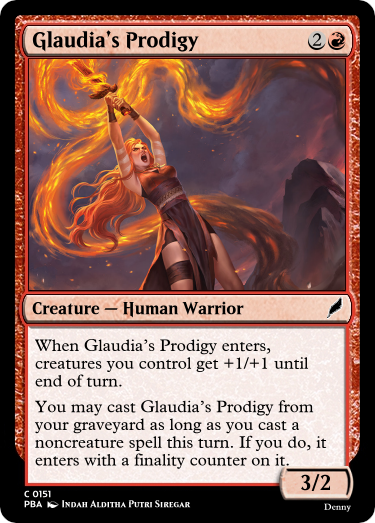 Glaudia's Prodigy 2
Creature — Human Warrior
When Glaudia's Prodigy enters,
creatures you control get +1/+1 until
end of turn.
You may cast Glaudia's Prodigy from
your graveyard as long as you cast a
noncreature spell this turn. If you do, it
enters with a finality counter on it.
3/2
C 0151
PBA Indah Alditha Putri Siregar
Denny